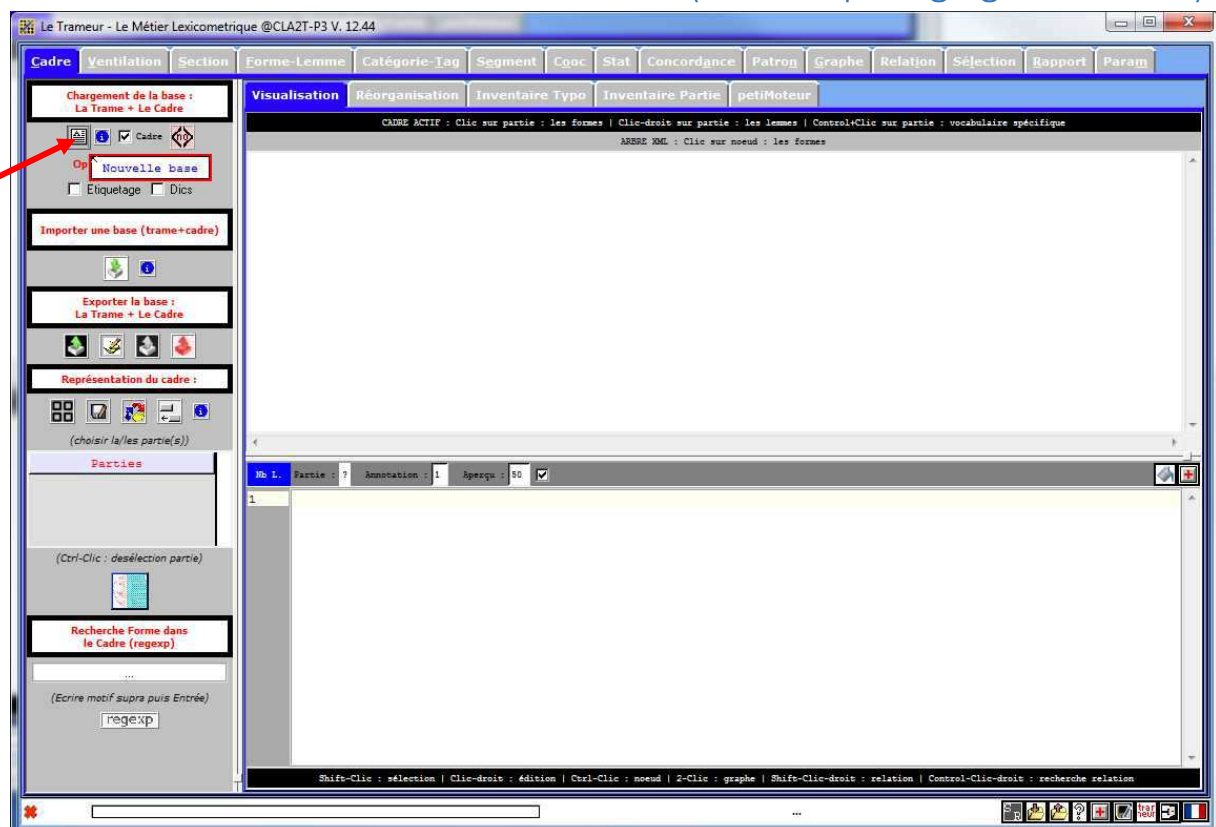 Le Trameur - Le Métier Lexicometrique @CLA2T-P3 V. 12.44
Cadre Ventilation Section Forme-Lemme Catégorie-Tag Segment Cooc Stat Concordance Patron Graphe Relation Sélection Rapport Param
Chargement de la base :
La Trame + Le Cadre
Cadre
Op
Nouvelle base
Etiquetage Dics
Importer une base (trame+cadre)
Exporter la base :
La Trame + Le Cadre
Représentation du cadre :
(choisir la/les partie(s))
Parties
(Ctrl-Clic : desélection partie)
Recherche Forme dans
le Cadre (regexp)
...
(Ecrire motif supra puis Entrée)
regexp
Visualisation Réorganisation Inventaire Typo Inventaire Partie petiMoteur
CADRE ACTIF : Clic sur partie : les formes | Clic-droit sur partie : les lemmes | Control+Clic sur partie : vocabulaire spécifique
ARBRE XML : Clic sur noeud : les formes
Nb L. Partie : ? Annotation : 1 Aperçu : 50
1
Shift-Clic : sélection | Clic-droit : édition | Ctrl-Clic : noeud | 2-Clic : graphe | Shift-Clic-droit : relation | Control-Clic-droit : recherche relation
...